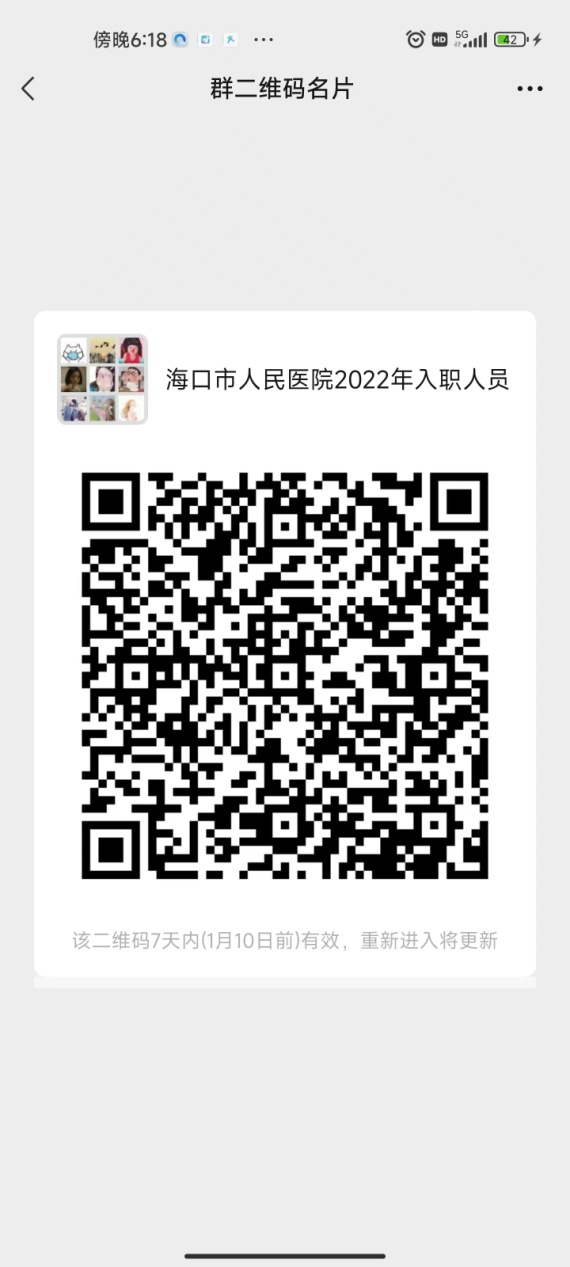 傍晚6:18
HD 5G 42
群二维码名片
海口市人民医院2022年入职人员
该二维码7天内(1月10日前)有效，重新进入将更新